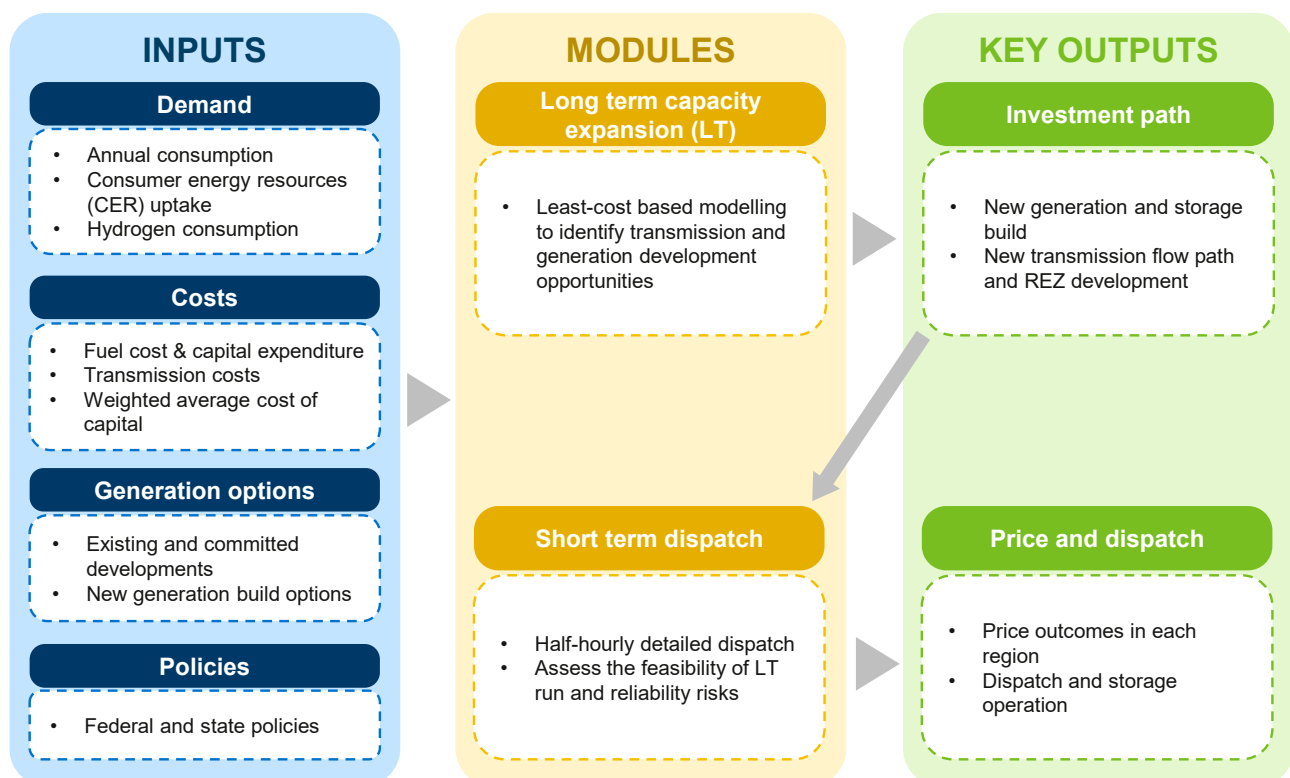 INPUTS
Demand
• Annual consumption
• Consumer energy resources
(CER) uptake
• Hydrogen consumption
Costs
• Fuel cost & capital expenditure
• Transmission costs
• Weighted average cost of
capital
Generation options
• Existing and committed
developments
• New generation build options
Policies
• Federal and state policies
MODULES
Long term capacity
expansion (LT)
• Least-cost based modelling
to identify transmission and
generation development
opportunities
Short term dispatch
• Half-hourly detailed dispatch
• Assess the feasibility of LT
run and reliability risks
KEY OUTPUTS
Investment path
• New generation and storage
build
• New transmission flow path
and REZ development
Price and dispatch
• Price outcomes in each
region
• Dispatch and storage
operation